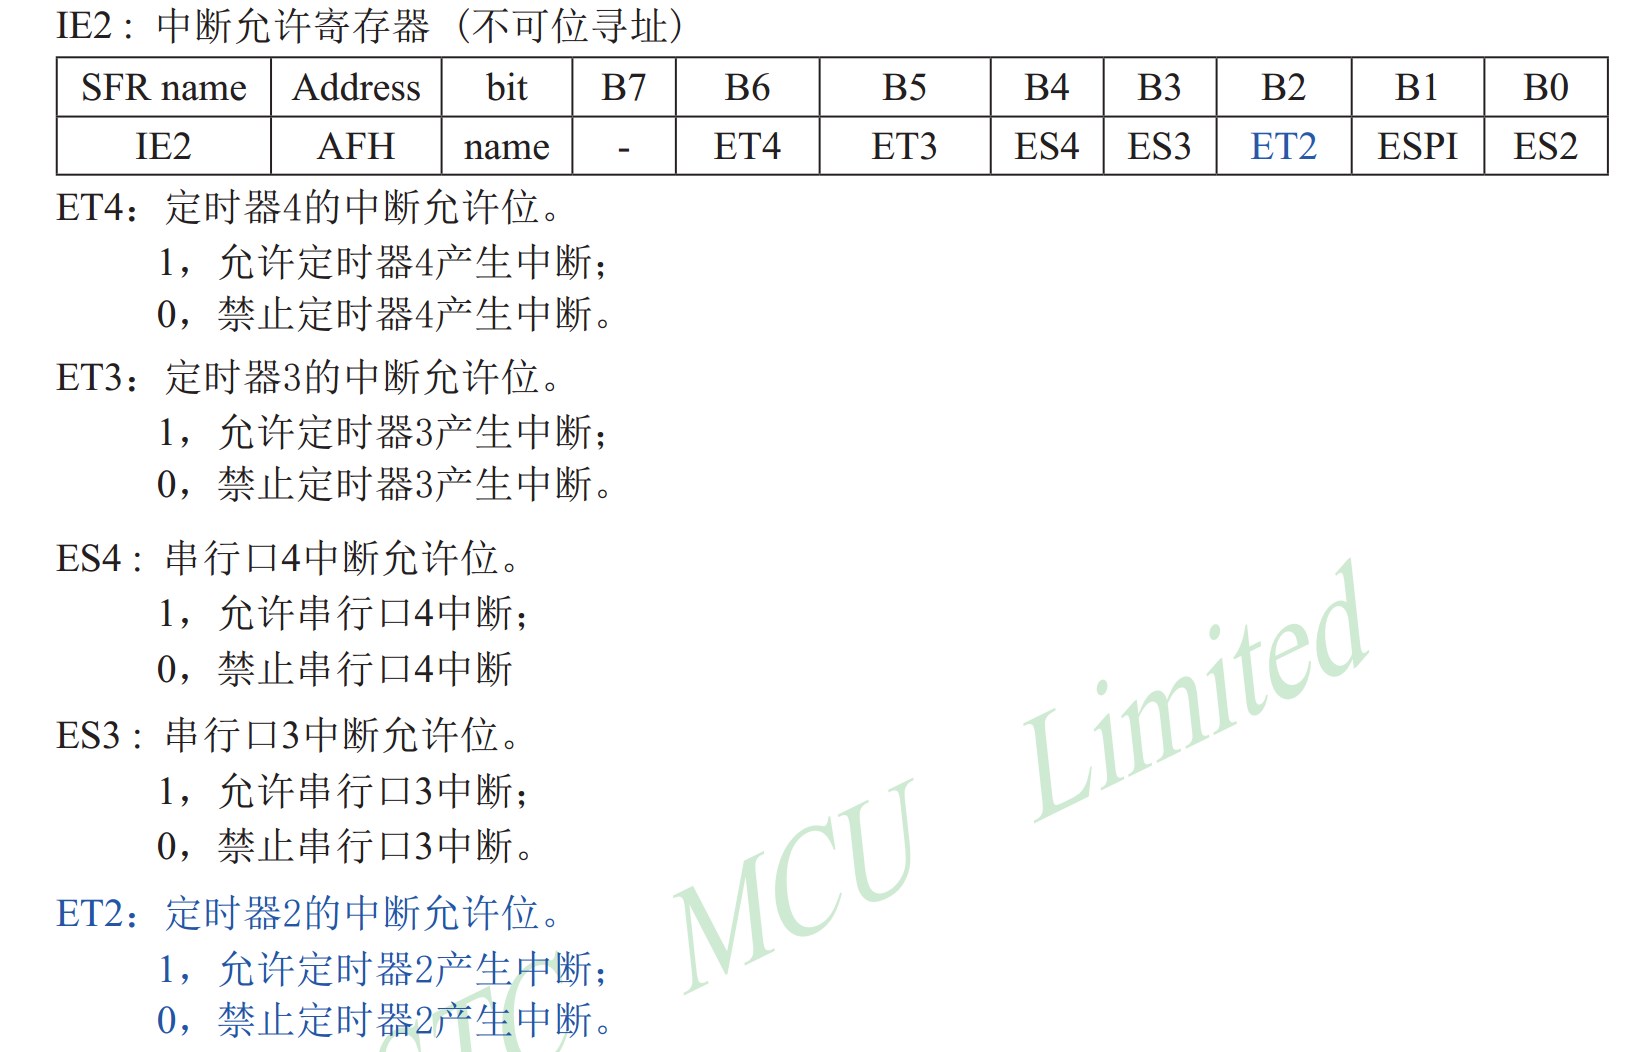 IE2 : 中断允许寄存器 (不可位寻址)
SFR name Address bit B7 B6 B5 B4 B3 B2 B1 B0
IE2 AFH name - ET4 ET3 ES4 ES3 ET2 ESPI ES2
ET4: 定时器4的中断允许位。
1, 允许定时器4产生中断;
0, 禁止定时器4产生中断。
ET3: 定时器3的中断允许位。
1, 允许定时器3产生中断;
0, 禁止定时器3产生中断。
ES4 : 串行口4中断允许位。
1, 允许串行口4中断;
0, 禁止串行口4中断
ES3 : 串行口3中断允许位。
1, 允许串行口3中断;
0, 禁止串行口3中断。
ET2: 定时器2的中断允许位。
1, 允许定时器2产生中断;
0, 禁止定时器2产生中断。
STC MCU Limited